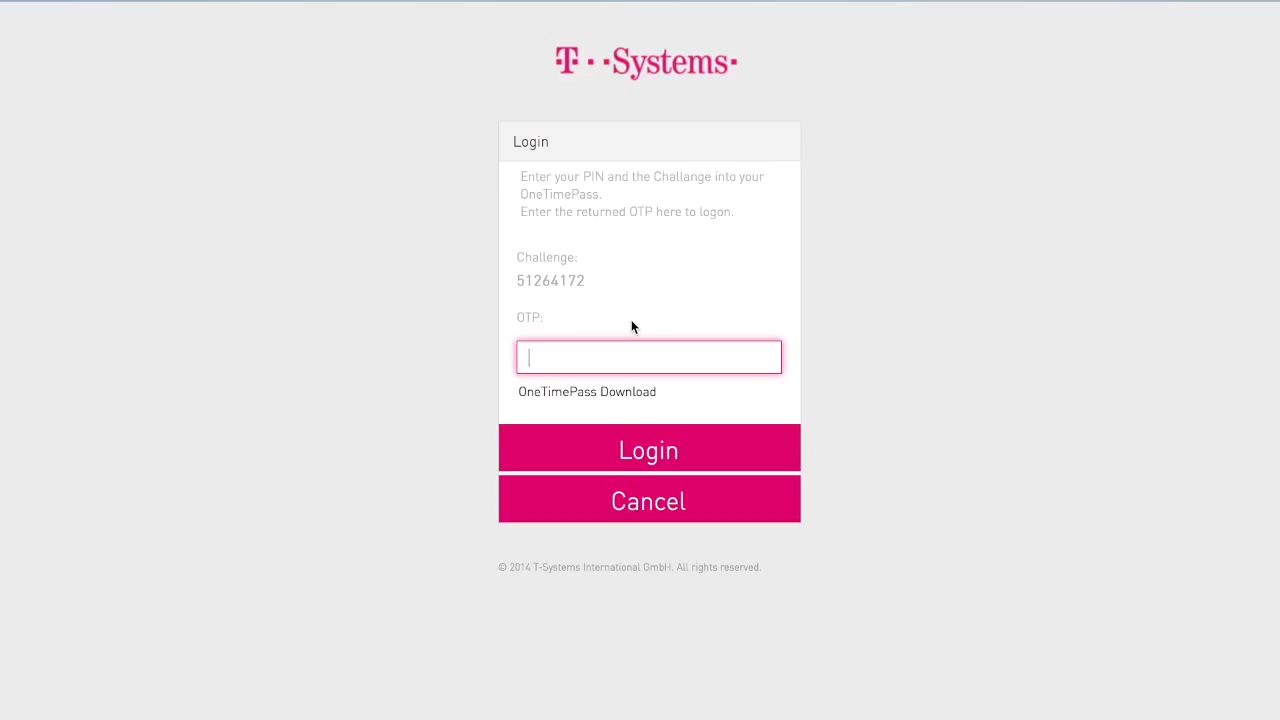 T··Systems·
Login
Enter your PIN and the Challange into your
OneTimePass.
Enter the returned OTP here to logon.
Challenge:
51264172
OTP:
OneTimePass Download
Login
Cancel
© 2014 T-Systems International GmbH. All rights reserved.